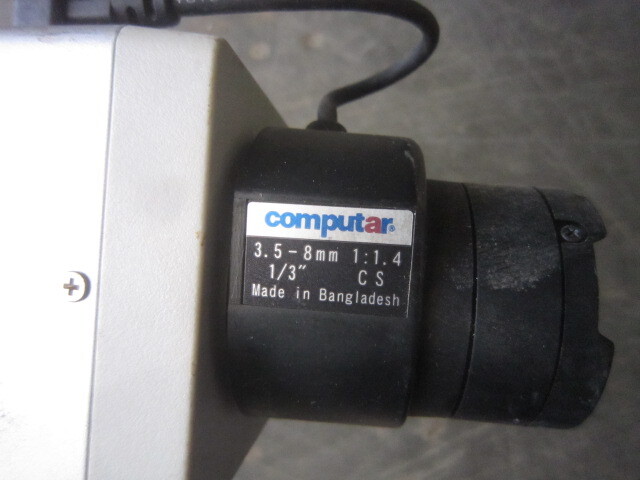 computar
3.5-8mm 1:1.4
1/3" CS
Made in Bangladesh